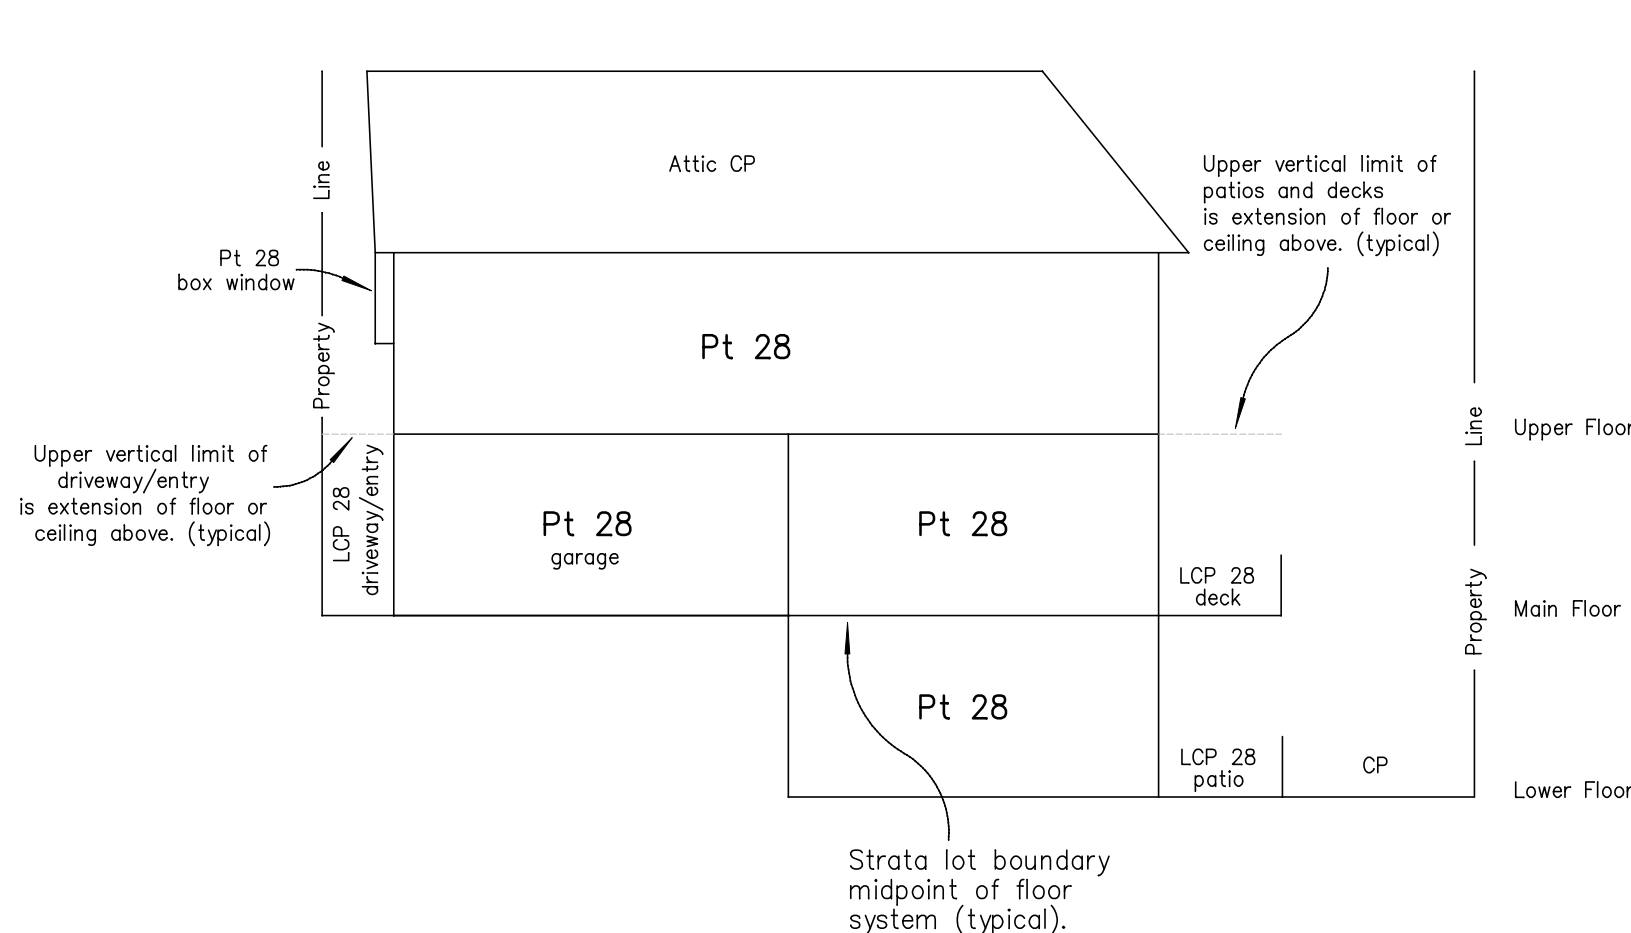 Attic CP
Upper vertical limit of
patios and decks
is extension of floor or
ceiling above. (typical)
Line
Property
Pt 28
box window
Pt 28
Line
Property
Upper Floor
Upper vertical limit of
driveway/entry
is extension of floor or
ceiling above. (typical)
LCP 28
driveway/entry
Pt 28
garage
Pt 28
LCP 28
deck
Main Floor
Pt 28
LCP 28
patio
CP
Lower Floor
Strata lot boundary
midpoint of floor
system (typical).